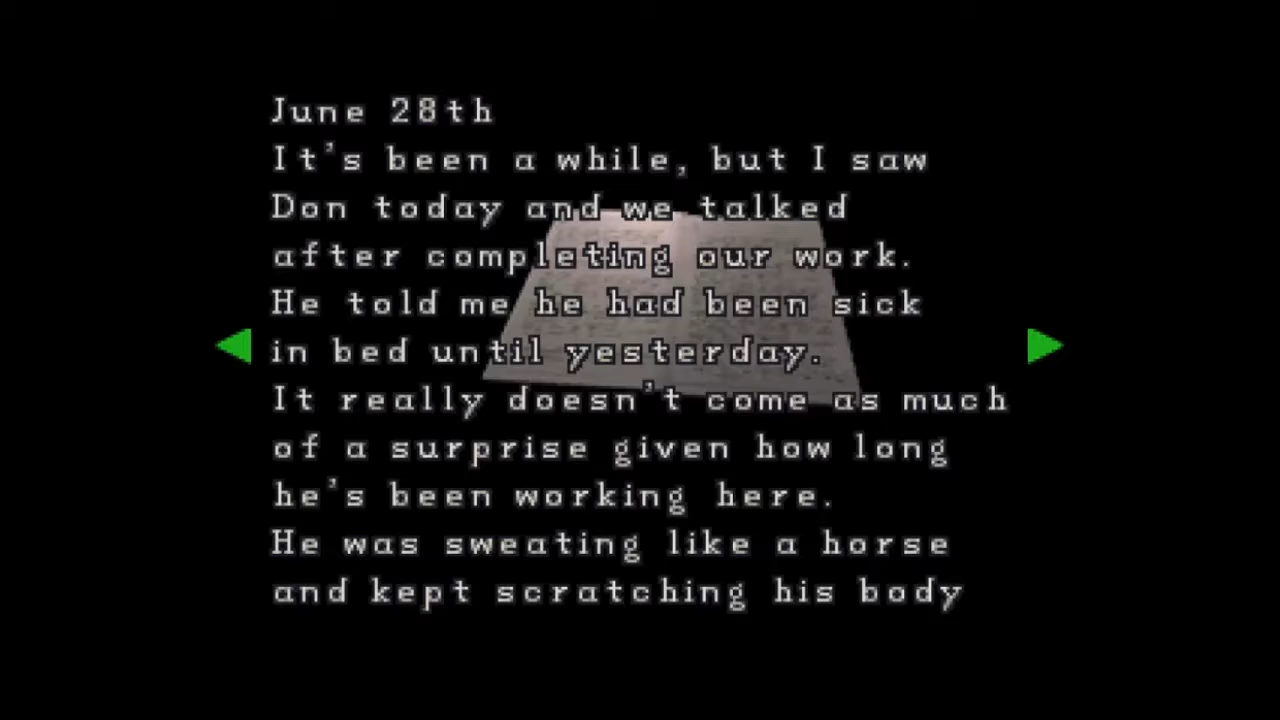 June 28th
It's been a while, but I saw
Don today and we talked
after completing our work.
He told me he had been sick
in bed until yesterday.
It really doesn't come as much
of a surprise given how long
he's been working here.
He was sweating like a horse
and kept scratching his body